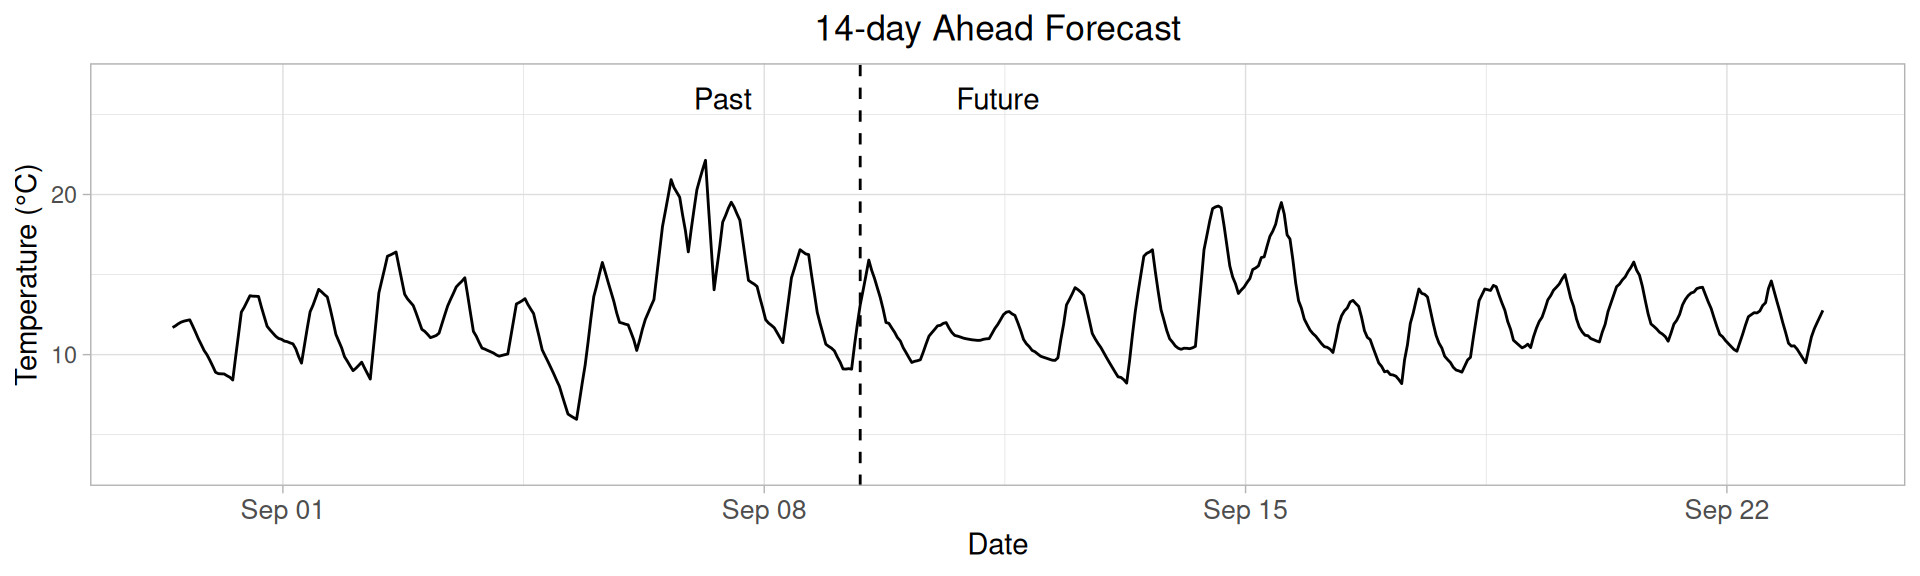 14-day Ahead Forecast
Past
Future
Temperature (°C)
20
10
Sep 01
Sep 08
Sep 15
Sep 22
Date